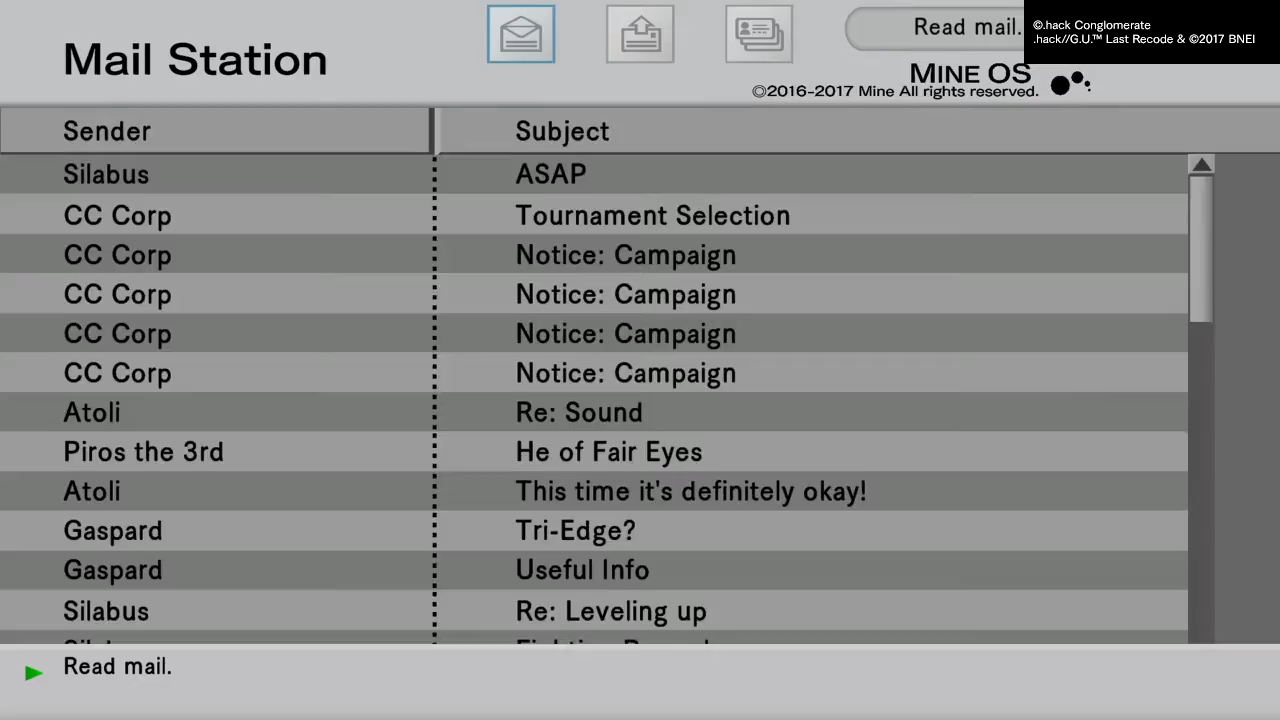 Mail Station
Read mail.
©.hack Conglomerate
.hack//G.U.™ Last Recode & ©2017 BNEI
MINE OS
©2016-2017 Mine All rights reserved.
Sender Subject
Silabus ASAP
CC Corp Tournament Selection
CC Corp Notice: Campaign
CC Corp Notice: Campaign
CC Corp Notice: Campaign
CC Corp Notice: Campaign
Atoli Re: Sound
Piros the 3rd He of Fair Eyes
Atoli This time it's definitely okay!
Gaspard Tri-Edge?
Gaspard Useful Info
Silabus Re: Leveling up
Read mail.